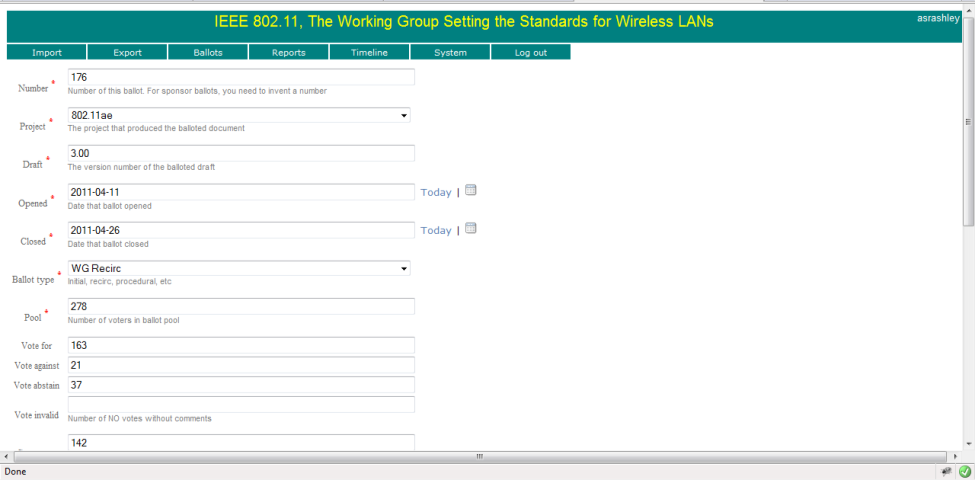 IEEE 802.11, The Working Group Setting the Standards for Wireless LANs
asrashley
Import Export Ballots Reports Timeline System Log out
Number * 176
Number of this ballot. For sponsor ballots, you need to invent a number
Project * 802.11ae
The project that produced the balloted document
Draft * 3.00
The version number of the balloted draft
Opened * 2011-04-11 Today |
Date that ballot opened
Closed * 2011-04-26 Today |
Date that ballot closed
Ballot type * WG Recirc
Initial, recirc, procedural, etc
Pool * 278
Number of voters in ballot pool
Vote for 163
Vote against 21
Vote abstain 37
Vote invalid
Number of NO votes without comments
142
Done